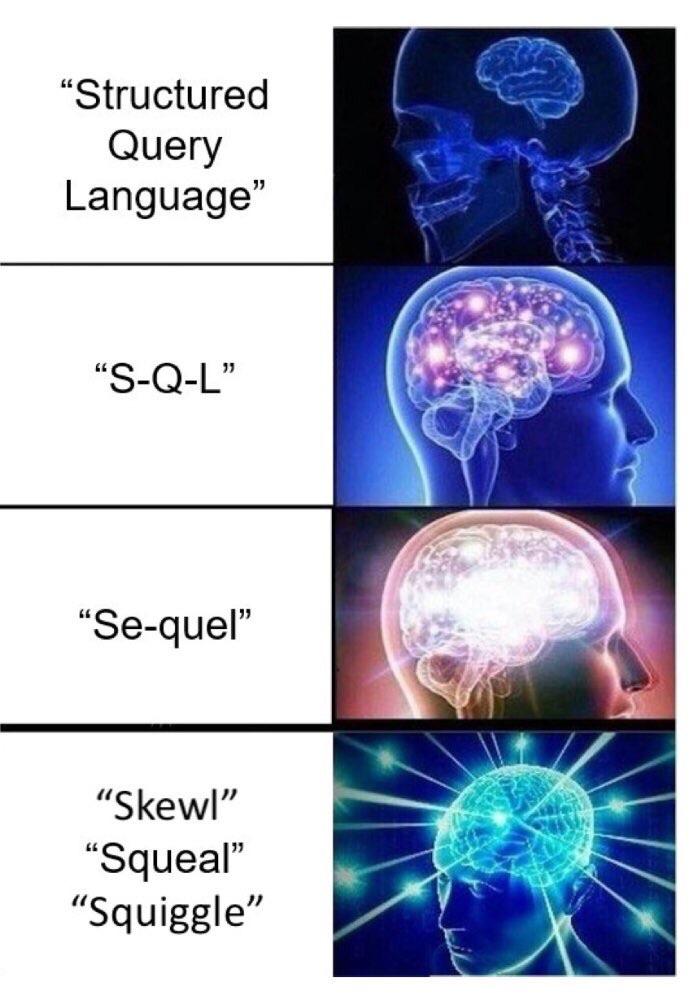 “Structured
Query
Language”
“S-Q-L”
“Se-quel”
“Skewl”
“Squeal”
“Squiggle”